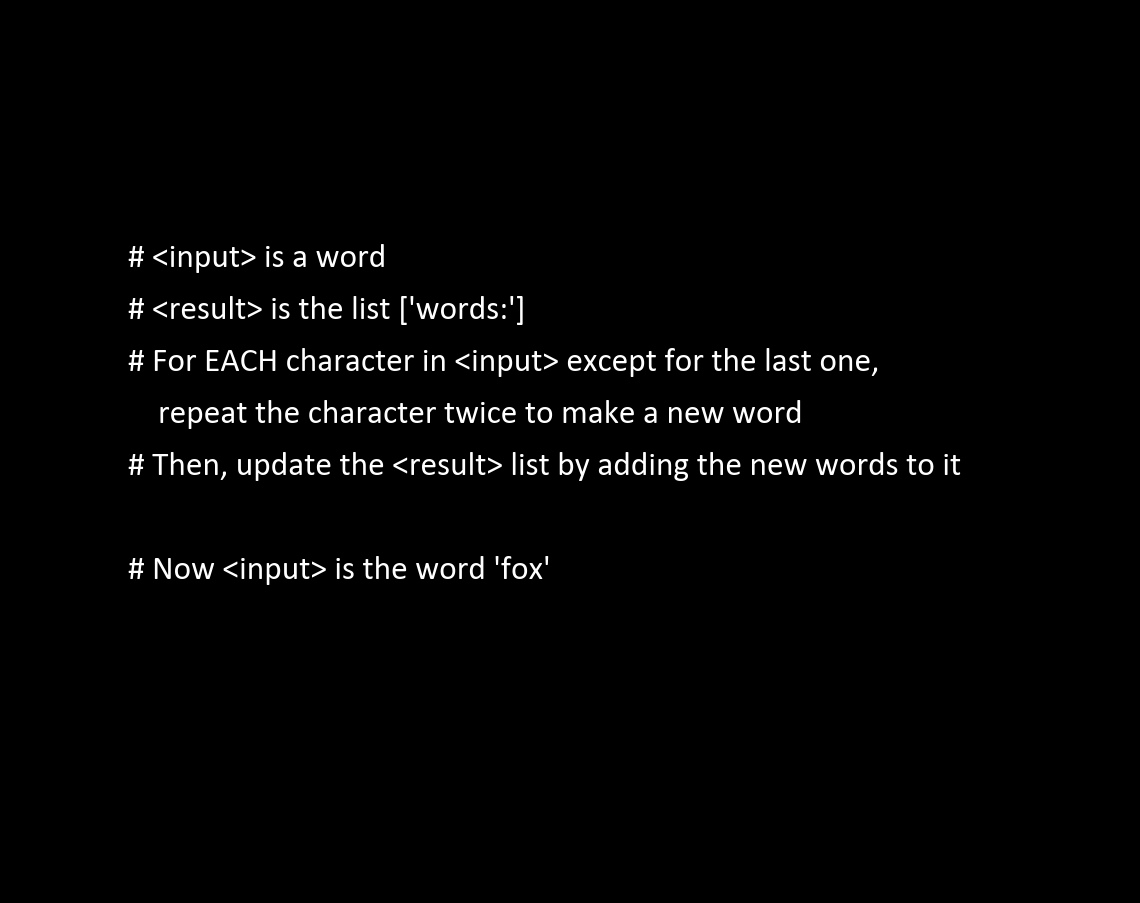 # <input> is a word
# <result> is the list ['words:']
# For EACH character in <input> except for the last one,
repeat the character twice to make a new word
# Then, update the <result> list by adding the new words to it
# Now <input> is the word 'fox'